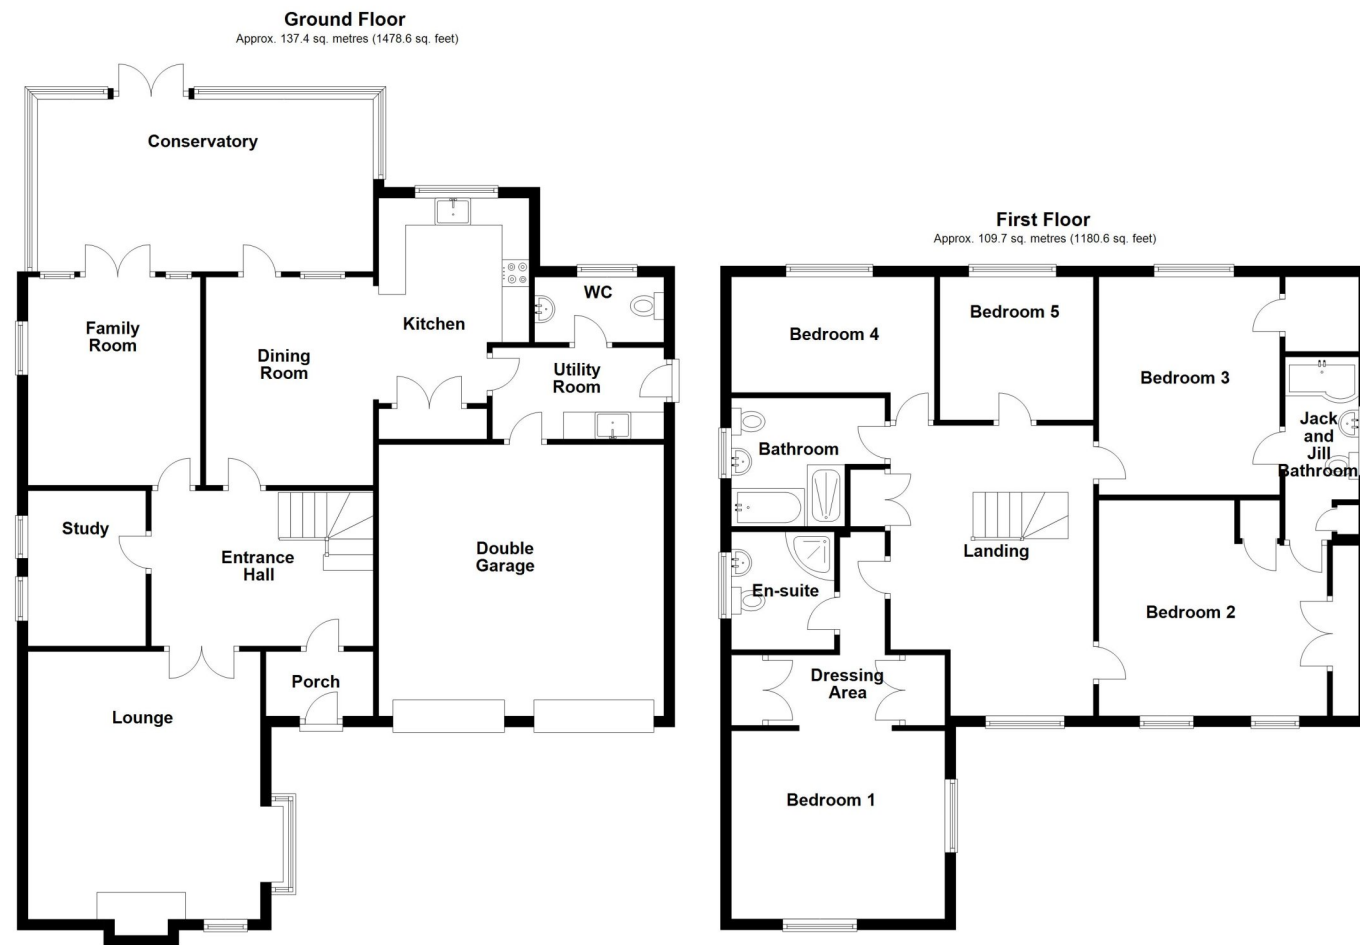 Ground Floor
Approx. 137.4 sq. metres (1478.6 sq. feet)
Conservatory
Family
Room
Dining
Room
Kitchen
WC
Utility
Room
Study
Entrance
Hall
Double
Garage
Porch
Lounge
First Floor
Approx. 109.7 sq. metres (1180.6 sq. feet)
Bedroom 4
Bedroom 5
Bedroom 3
Bathroom
Jack
and
Jill
Bathroom
Landing
En-suite
Bedroom 2
Dressing
Area
Bedroom 1